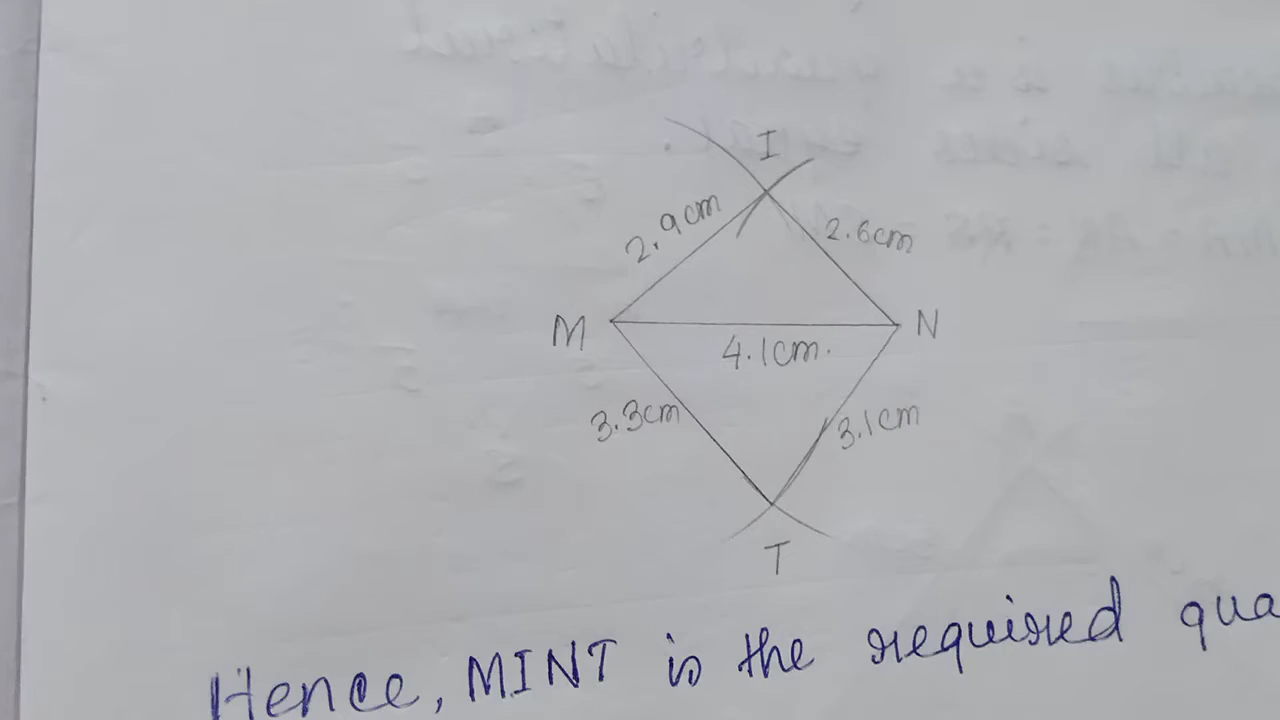 I
2.9cm
2.6cm
M
N
4.1cm.
3.3cm
3.1cm
T
Hence, MINT is the required qua